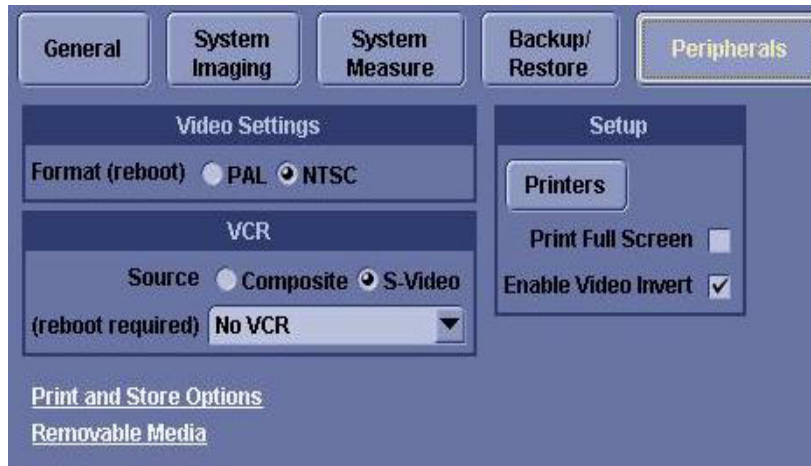 General
System
Imaging
System
Measure
Backup/
Restore
Peripherals
Video Settings
Format (reboot) PAL NTSC
VCR
Source Composite S-Video
(reboot required) No VCR
Setup
Printers
Print Full Screen
Enable Video Invert
Print and Store Options
Removable Media